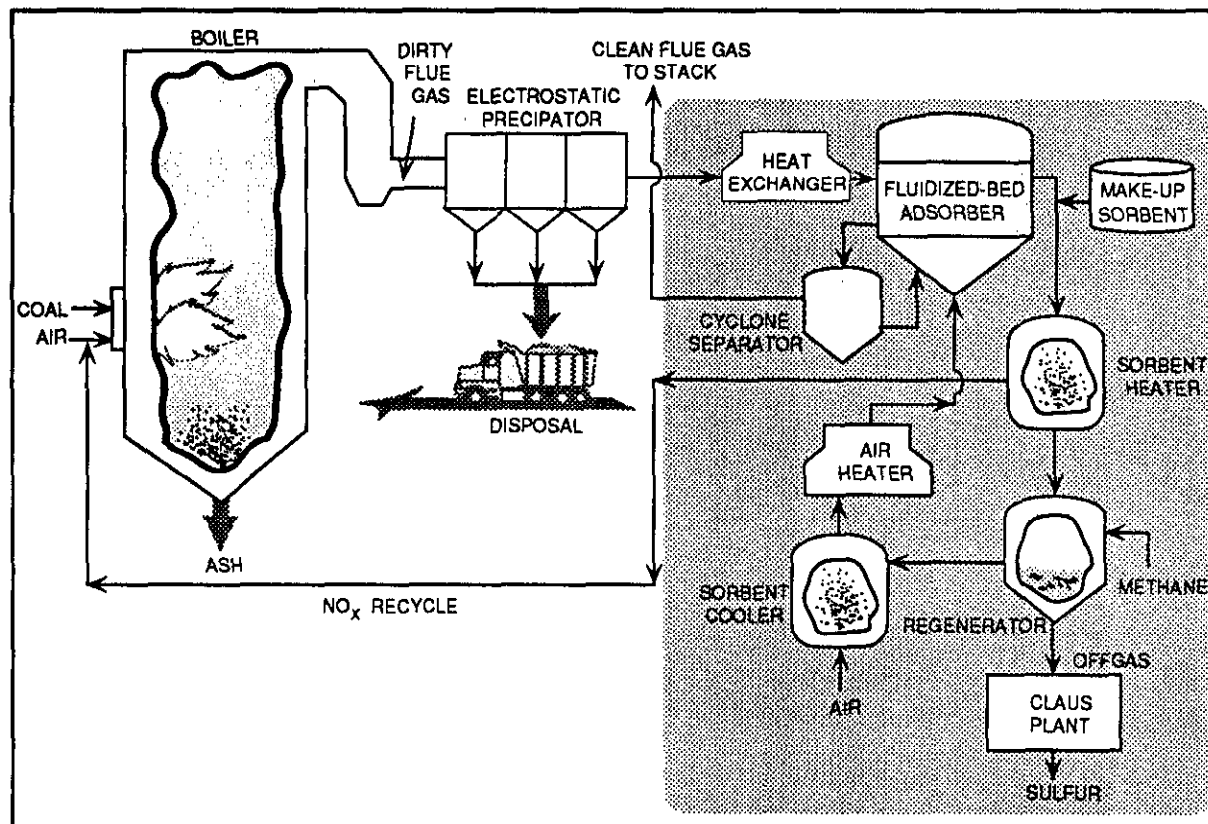 BOILER
DIRTY
FLUE
GAS
CLEAN FLUE GAS
TO STACK
ELECTROSTATIC
PRECIPATOR
HEAT
EXCHANGER
FLUIDIZED-BED
ADSORBER
MAKE-UP
SORBENT
COAL
AIR
CYCLONE
SEPARATOR
SORBENT
HEATER
DISPOSAL
AIR
HEATER
ASH
NOx RECYCLE
SORBENT
COOLER
METHANE
REGENERATOR
OFFGAS
AIR
CLAUS
PLANT
SULFUR